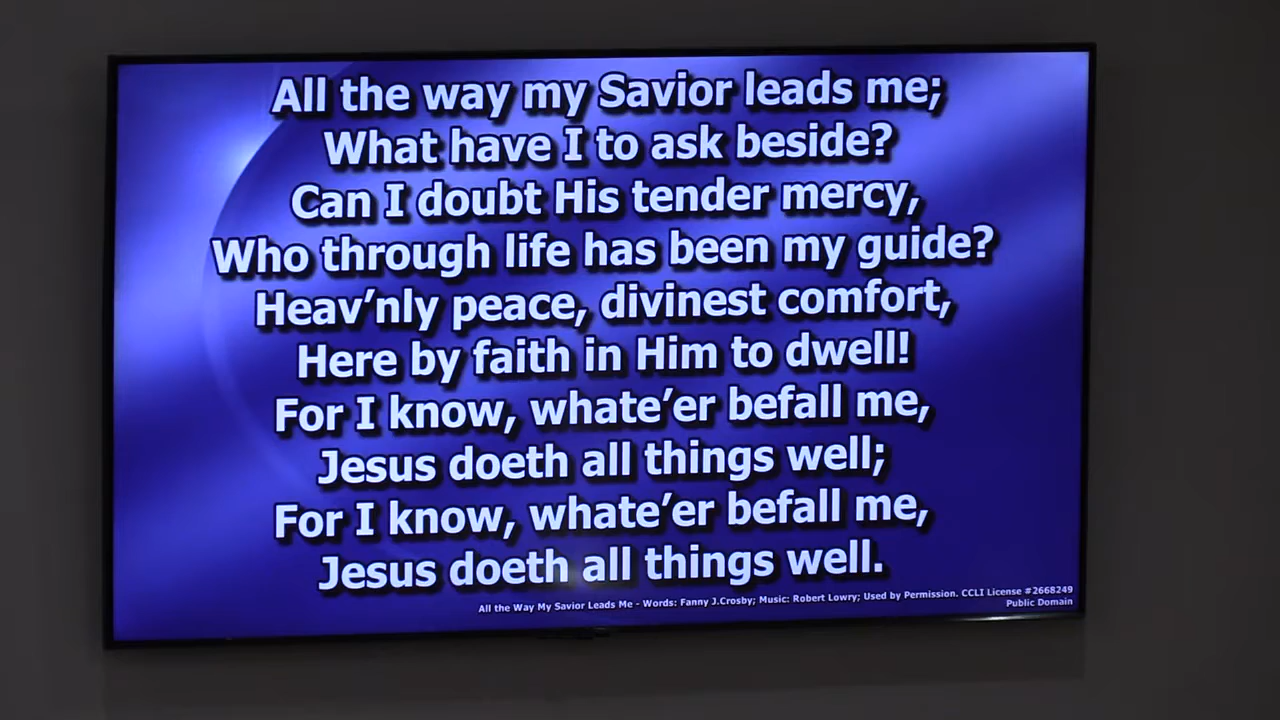 All the way my Savior leads me;
What have I to ask beside?
Can I doubt His tender mercy,
Who through life has been my guide?
Heav’nly peace, divinest comfort,
Here by faith in Him to dwell!
For I know, whate’er befall me,
Jesus doeth all things well;
For I know, whate’er befall me,
Jesus doeth all things well.
All the Way My Savior Leads Me - Words: Fanny J.Crosby; Music: Robert Lowry; Used by Permission. CCLI License #2668249
Public Domain